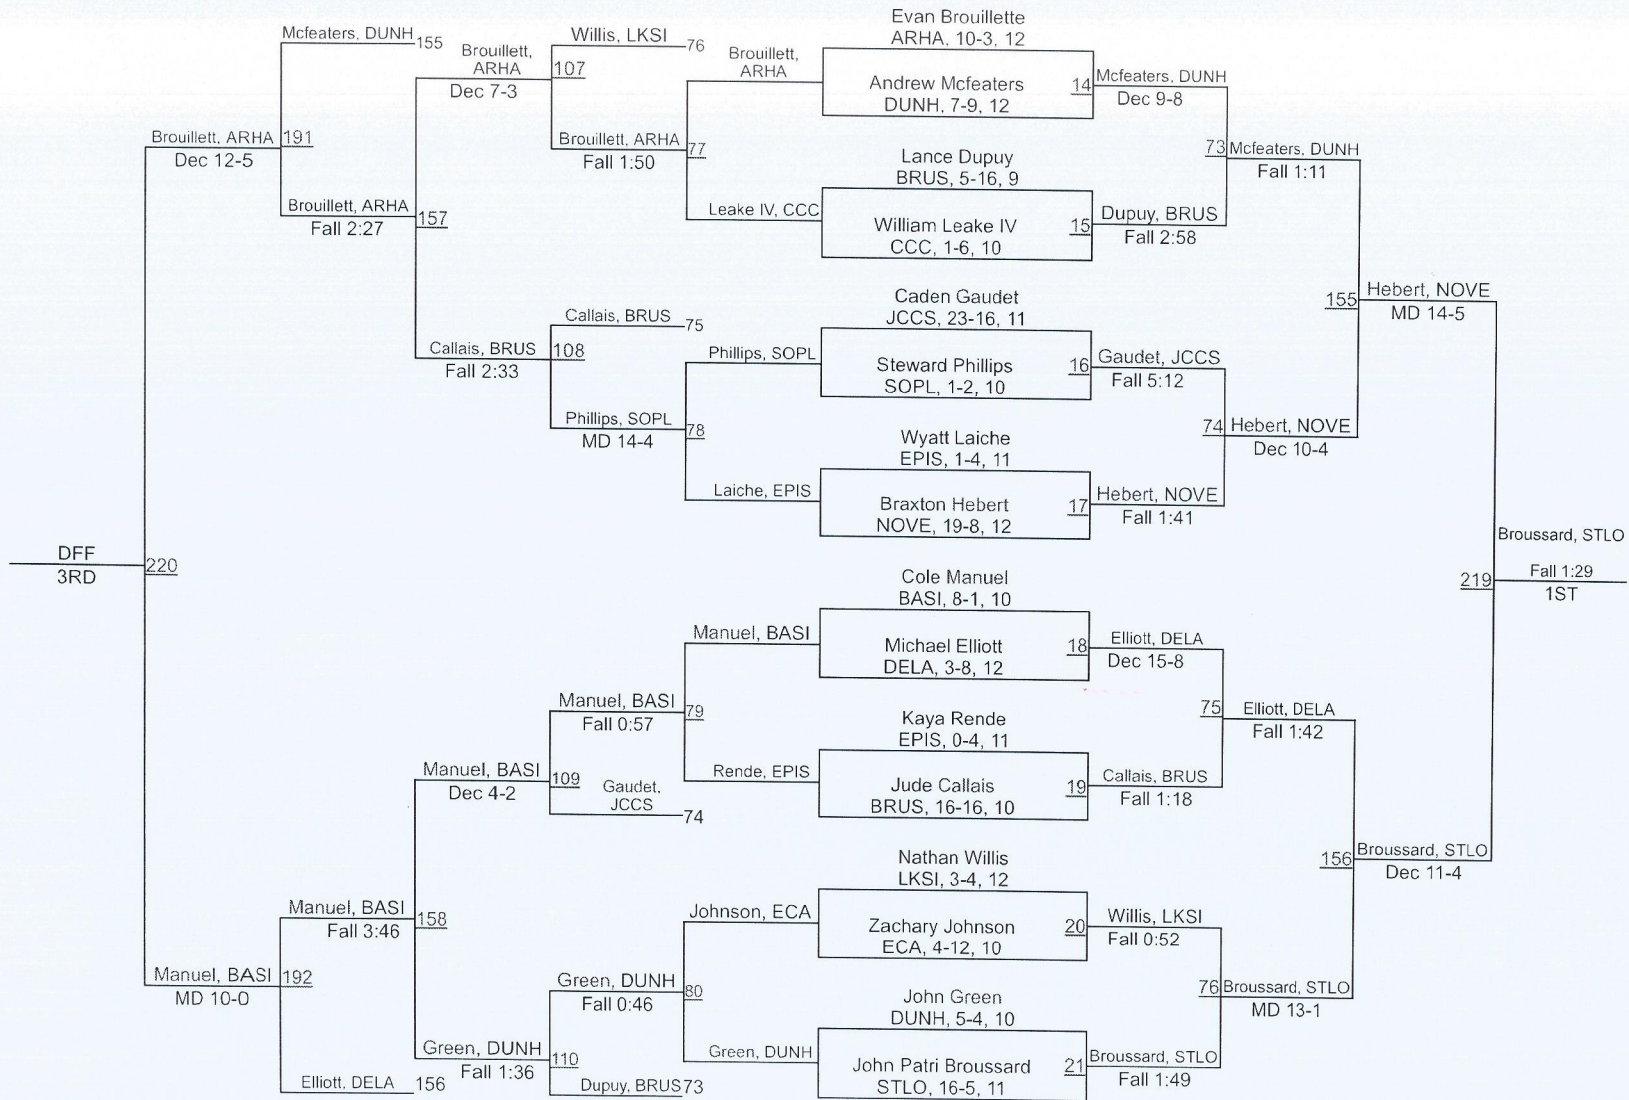 Mcfeaters, DUNH
155
Brouillett, ARHA
191
Dec 12-5
Brouillett, ARHA
157
Fall 2:27
Brouillett,
ARHA
107
Dec 7-3
Willis, LKSI
76
Brouillett, ARHA
77
Fall 1:50
Brouillett,
ARHA
Leake IV, CCC
Callais, BRUS
108
Fall 2:33
Callais, BRUS
75
Phillips, SOPL
78
MD 14-4
Phillips, SOPL
Laiche, EPIS
DFF
220
3RD
Manuel, BASI
192
MD 10-0
Manuel, BASI
158
Fall 3:46
Elliott, DELA
156
Manuel, BASI
109
Dec 4-2
Manuel, BASI
79
Fall 0:57
Gaudet,
JCCS
74
Manuel, BASI
Rende, EPIS
Green, DUNH
110
Fall 1:36
Green, DUNH
80
Fall 0:46
Dupuy, BRUS
73
Johnson, ECA
Green, DUNH
Evan Brouillette
ARHA, 10-3, 12
Andrew Mcfeaters
DUNH, 7-9, 12
14
Lance Dupuy
BRUS, 5-16, 9
William Leake IV
CCC, 1-6, 10
15
Caden Gaudet
JCCS, 23-16, 11
Steward Phillips
SOPL, 1-2, 10
16
Wyatt Laiche
EPIS, 1-4, 11
Braxton Hebert
NOVE, 19-8, 12
17
Cole Manuel
BASI, 8-1, 10
Michael Elliott
DELA, 3-8, 12
18
Kaya Rende
EPIS, 0-4, 11
Jude Callais
BRUS, 16-16, 10
19
Nathan Willis
LKSI, 3-4, 12
Zachary Johnson
ECA, 4-12, 10
20
John Green
DUNH, 5-4, 10
John Patri Broussard
STLO, 16-5, 11
21
Mcfeaters, DUNH
Dec 9-8
Dupuy, BRUS
Fall 2:58
73
Mcfeaters, DUNH
Fall 1:11
Gaudet, JCCS
Fall 5:12
Hebert, NOVE
Fall 1:41
74
Hebert, NOVE
Dec 10-4
155
Hebert, NOVE
MD 14-5
Elliott, DELA
Dec 15-8
Callais, BRUS
Fall 1:18
75
Elliott, DELA
Fall 1:42
Willis, LKSI
Fall 0:52
Broussard, STLO
Fall 1:49
76
Broussard, STLO
MD 13-1
156
Broussard, STLO
Dec 11-4
219
Broussard, STLO
Fall 1:29
1ST